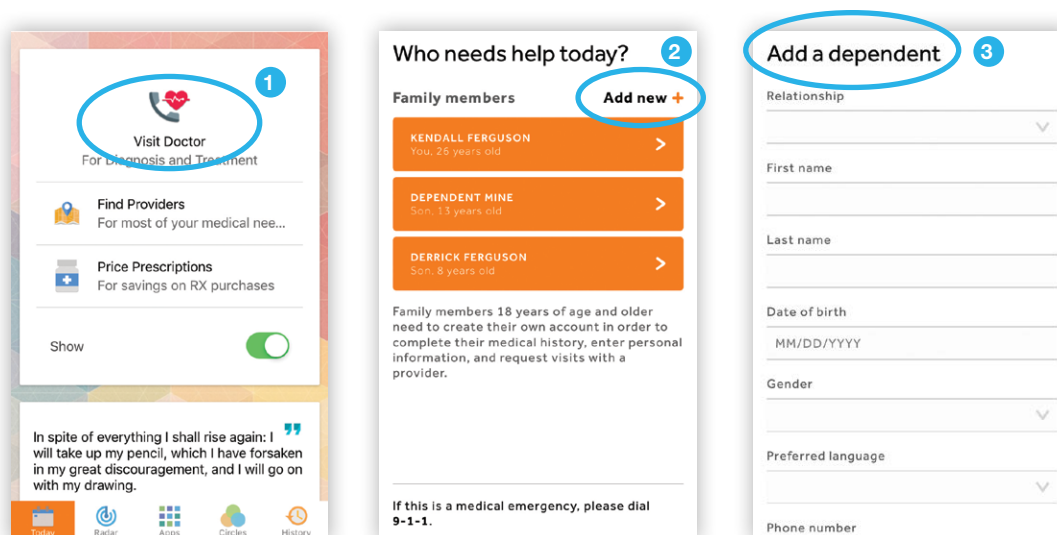 1
Visit Doctor
For Diagnosis and Treatment
Find Providers
For most of your medical nee...
Price Prescriptions
For savings on RX purchases
Show
In spite of everything I shall rise again: I
will take up my pencil, which I have forsaken
in my great discouragement, and I will go on
with my drawing.
Today
Radar
Apps
Circles
History
Who needs help today?
2
Family members
Add new +
KENDALL FERGUSON
You, 26 years old
DEPENDENT MINE
Son, 13 years old
DERRICK FERGUSON
Son, 8 years old
Family members 18 years of age and older
need to create their own account in order to
complete their medical history, enter personal
information, and request visits with a
provider.
If this is a medical emergency, please dial
9-1-1.
Add a dependent
3
Relationship
First name
Last name
Date of birth
MM/DD/YYYY
Gender
Preferred language
Phone number